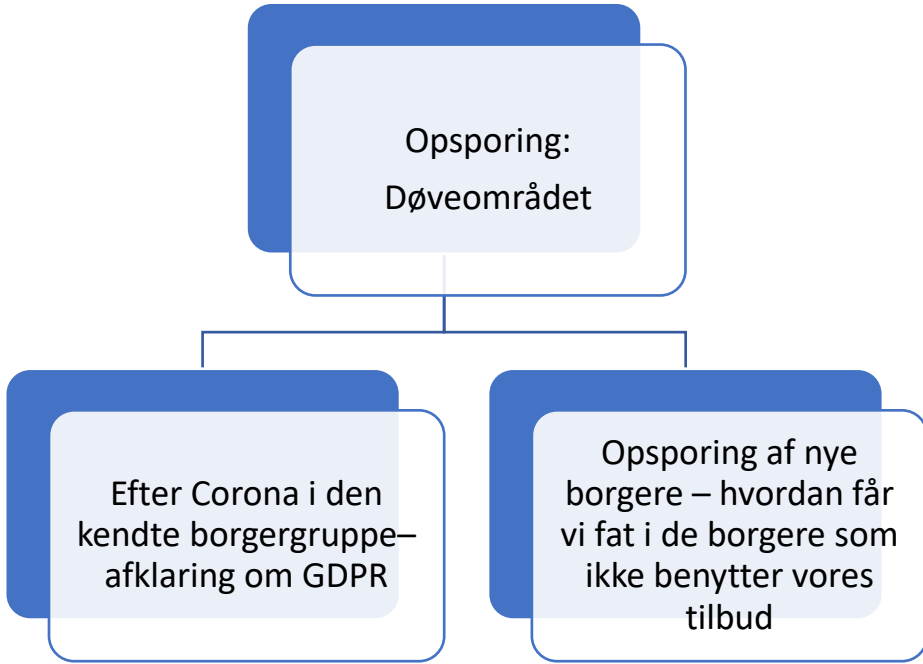 Opsporing:
Døveområdet
Efter Corona i den
kendte borgergruppe–
afklaring om GDPR
Opsporing af nye
borgere – hvordan får
vi fat i de borgere som
ikke benytter vores
tilbud